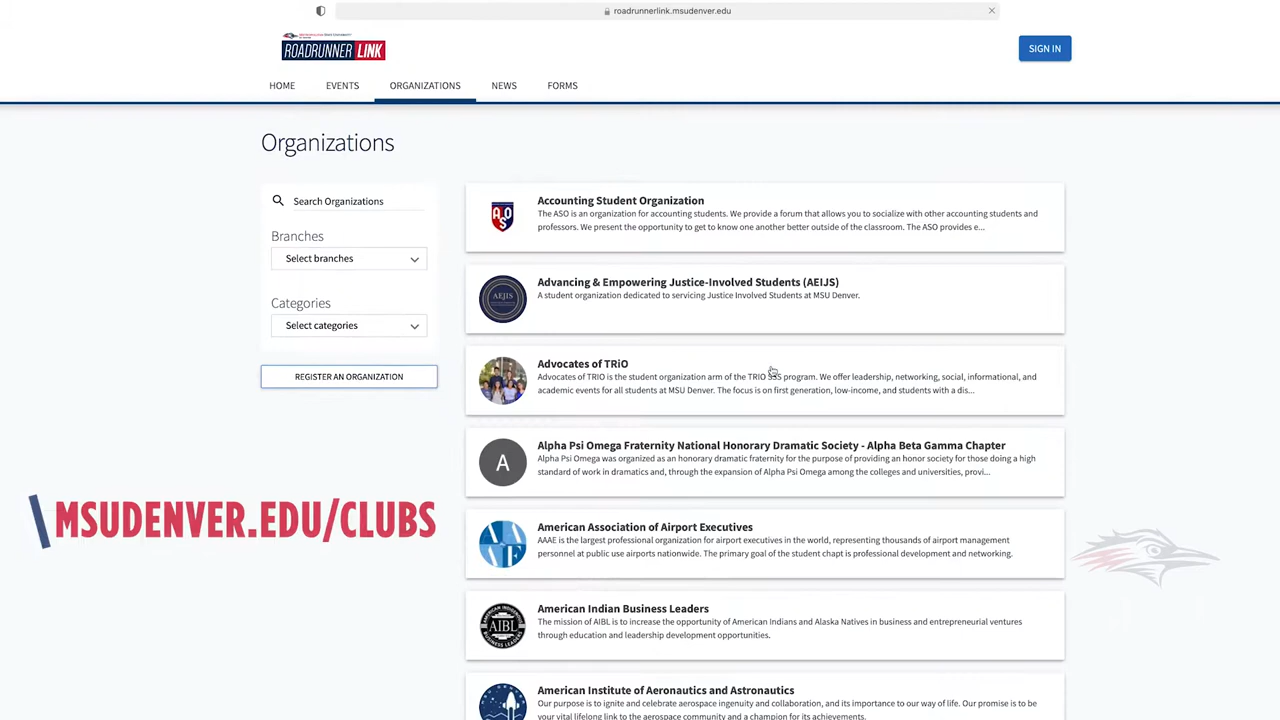 roadrunnerlink.msudenver.edu
ROADRUNNER LINK
SIGN IN
HOME
EVENTS
ORGANIZATIONS
NEWS
FORMS
Organizations
Search Organizations
Branches
Select branches
Categories
Select categories
REGISTER AN ORGANIZATION
Accounting Student Organization
The ASO is an organization for accounting students. We provide a forum that allows you to socialize with other accounting students and
professors. We present the opportunity to get to know one another better outside of the classroom. The ASO provides e...
ASO
Advancing & Empowering Justice-Involved Students (AEIJS)
A student organization dedicated to servicing Justice Involved Students at MSU Denver.
Advocates of TRiO
Advocates of TRIO is the student organization arm of the TRIO SSS program. We offer leadership, networking, social, informational, and
academic events for all students at MSU Denver. The focus is on first generation, low-income, and students with a dis...
A
Alpha Psi Omega Fraternity National Honorary Dramatic Society - Alpha Beta Gamma Chapter
Alpha Psi Omega was organized as an honorary dramatic fraternity for the purpose of providing an honor society for those doing a high
standard of work in dramatics and, through the expansion of Alpha Psi Omega among the colleges and universities, provi...
\MSUDENVER.EDU/CLUBS
American Association of Airport Executives
AAAE is the largest professional organization for airport executives in the world, representing thousands of airport management
personnel at public use airports nationwide. The primary goal of the student chapt is professional development and networking.
AIBL
American Indian Business Leaders
The mission of AIBL is to increase the opportunity of American Indians and Alaska Natives in business and entrepreneurial ventures
through education and leadership development opportunities.
American Institute of Aeronautics and Astronautics
Our purpose is to ignite and celebrate aerospace ingenuity and collaboration, and its importance to our way of life. Our promise is to be
your vital lifelong link to the aerospace community and a champion for its achievements.